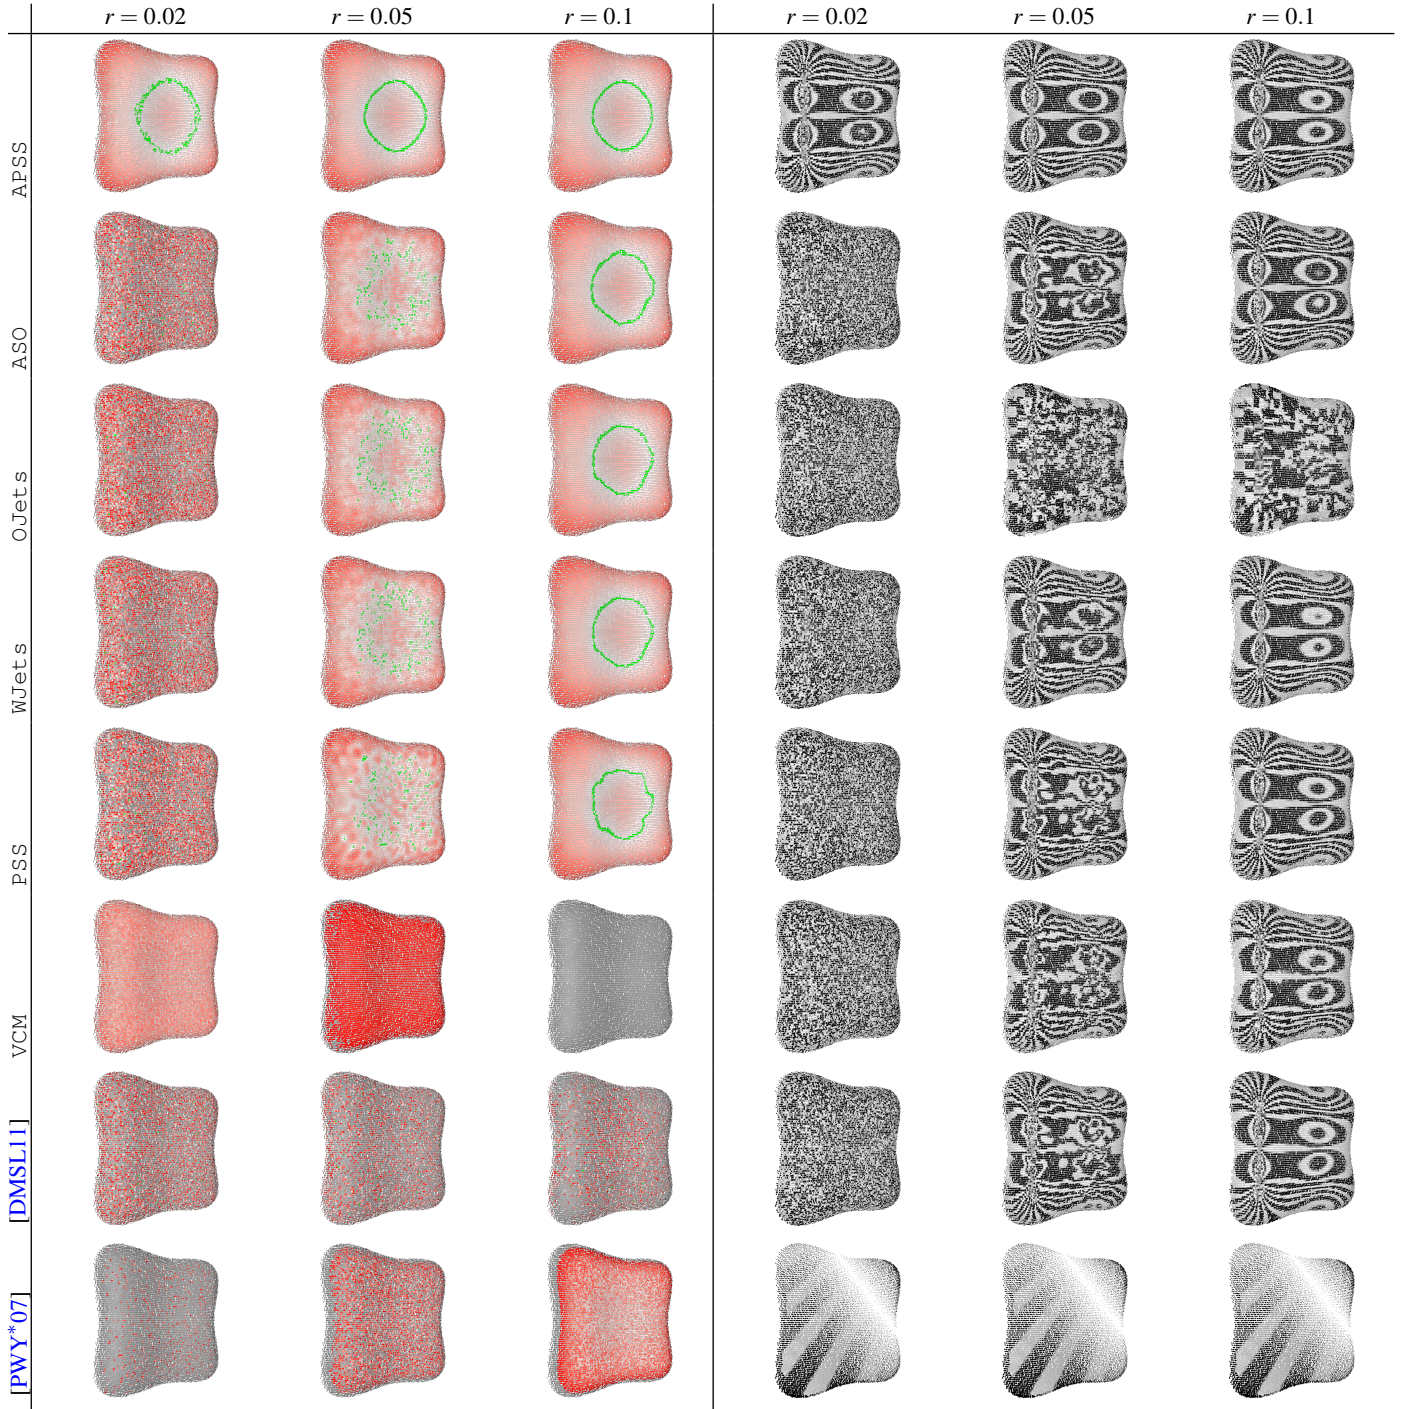 r = 0.02 r = 0.05 r = 0.1 r = 0.02 r = 0.05 r = 0.1
APSS
ASO
OJets
WJets
PSS
VCM
[DMSL11]
[PWY*07]